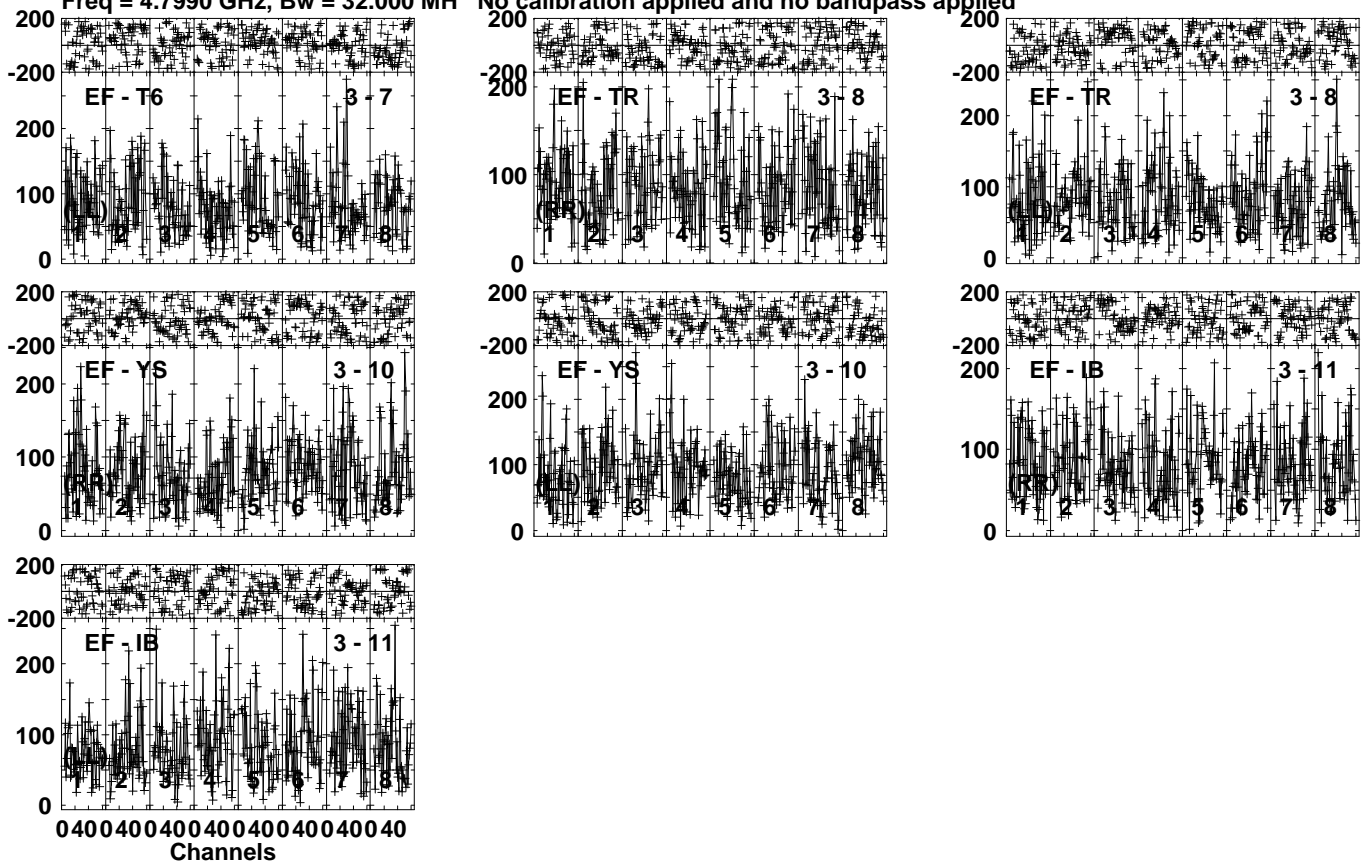 Freq = 4.7990 GHz, Bw = 32.000 MH No calibration applied and no bandpass applied
200 200 200
-200 -200 -200
EF - T6 3 - 7 EF - TR 3 - 8 EF - TR 3 - 8
200 200 200
100 100 100
(LL) (RR) (LL)
1 2 3 4 5 6 7 8 1 2 3 4 5 6 7 8 1 2 3 4 5 6 7 8
0 0 0
200 200 200
-200 -200 -200
EF - YS 3 - 10 EF - YS 3 - 10 EF - IB 3 - 11
200 200 200
100 100 100
(RR) (LL) (RR)
1 2 3 4 5 6 7 8 1 2 3 4 5 6 7 8 1 2 3 4 5 6 7 8
0 0 0
200
-200
EF - IB 3 - 11
200
100
(LL)
1 2 3 4 5 6 7 8
0
0 40 0 40 0 40 0 40 0 40 0 40 0 40 0 40
Channels